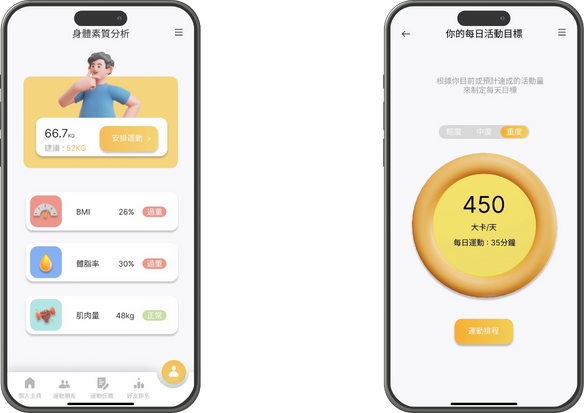 身體素質分析
66.7KG
建議：52KG
安排運動 >
BMI 26% 過重
體脂率 30% 過重
肌肉量 48kg 正常
個人主頁 運動朋友 運動任務 好友排名
你的每日活動目標
根據你目前或預計達成的活動量
來制定每天目標
輕度 中度 重度
450
大卡/天
每日運動：35分鐘
運動排程